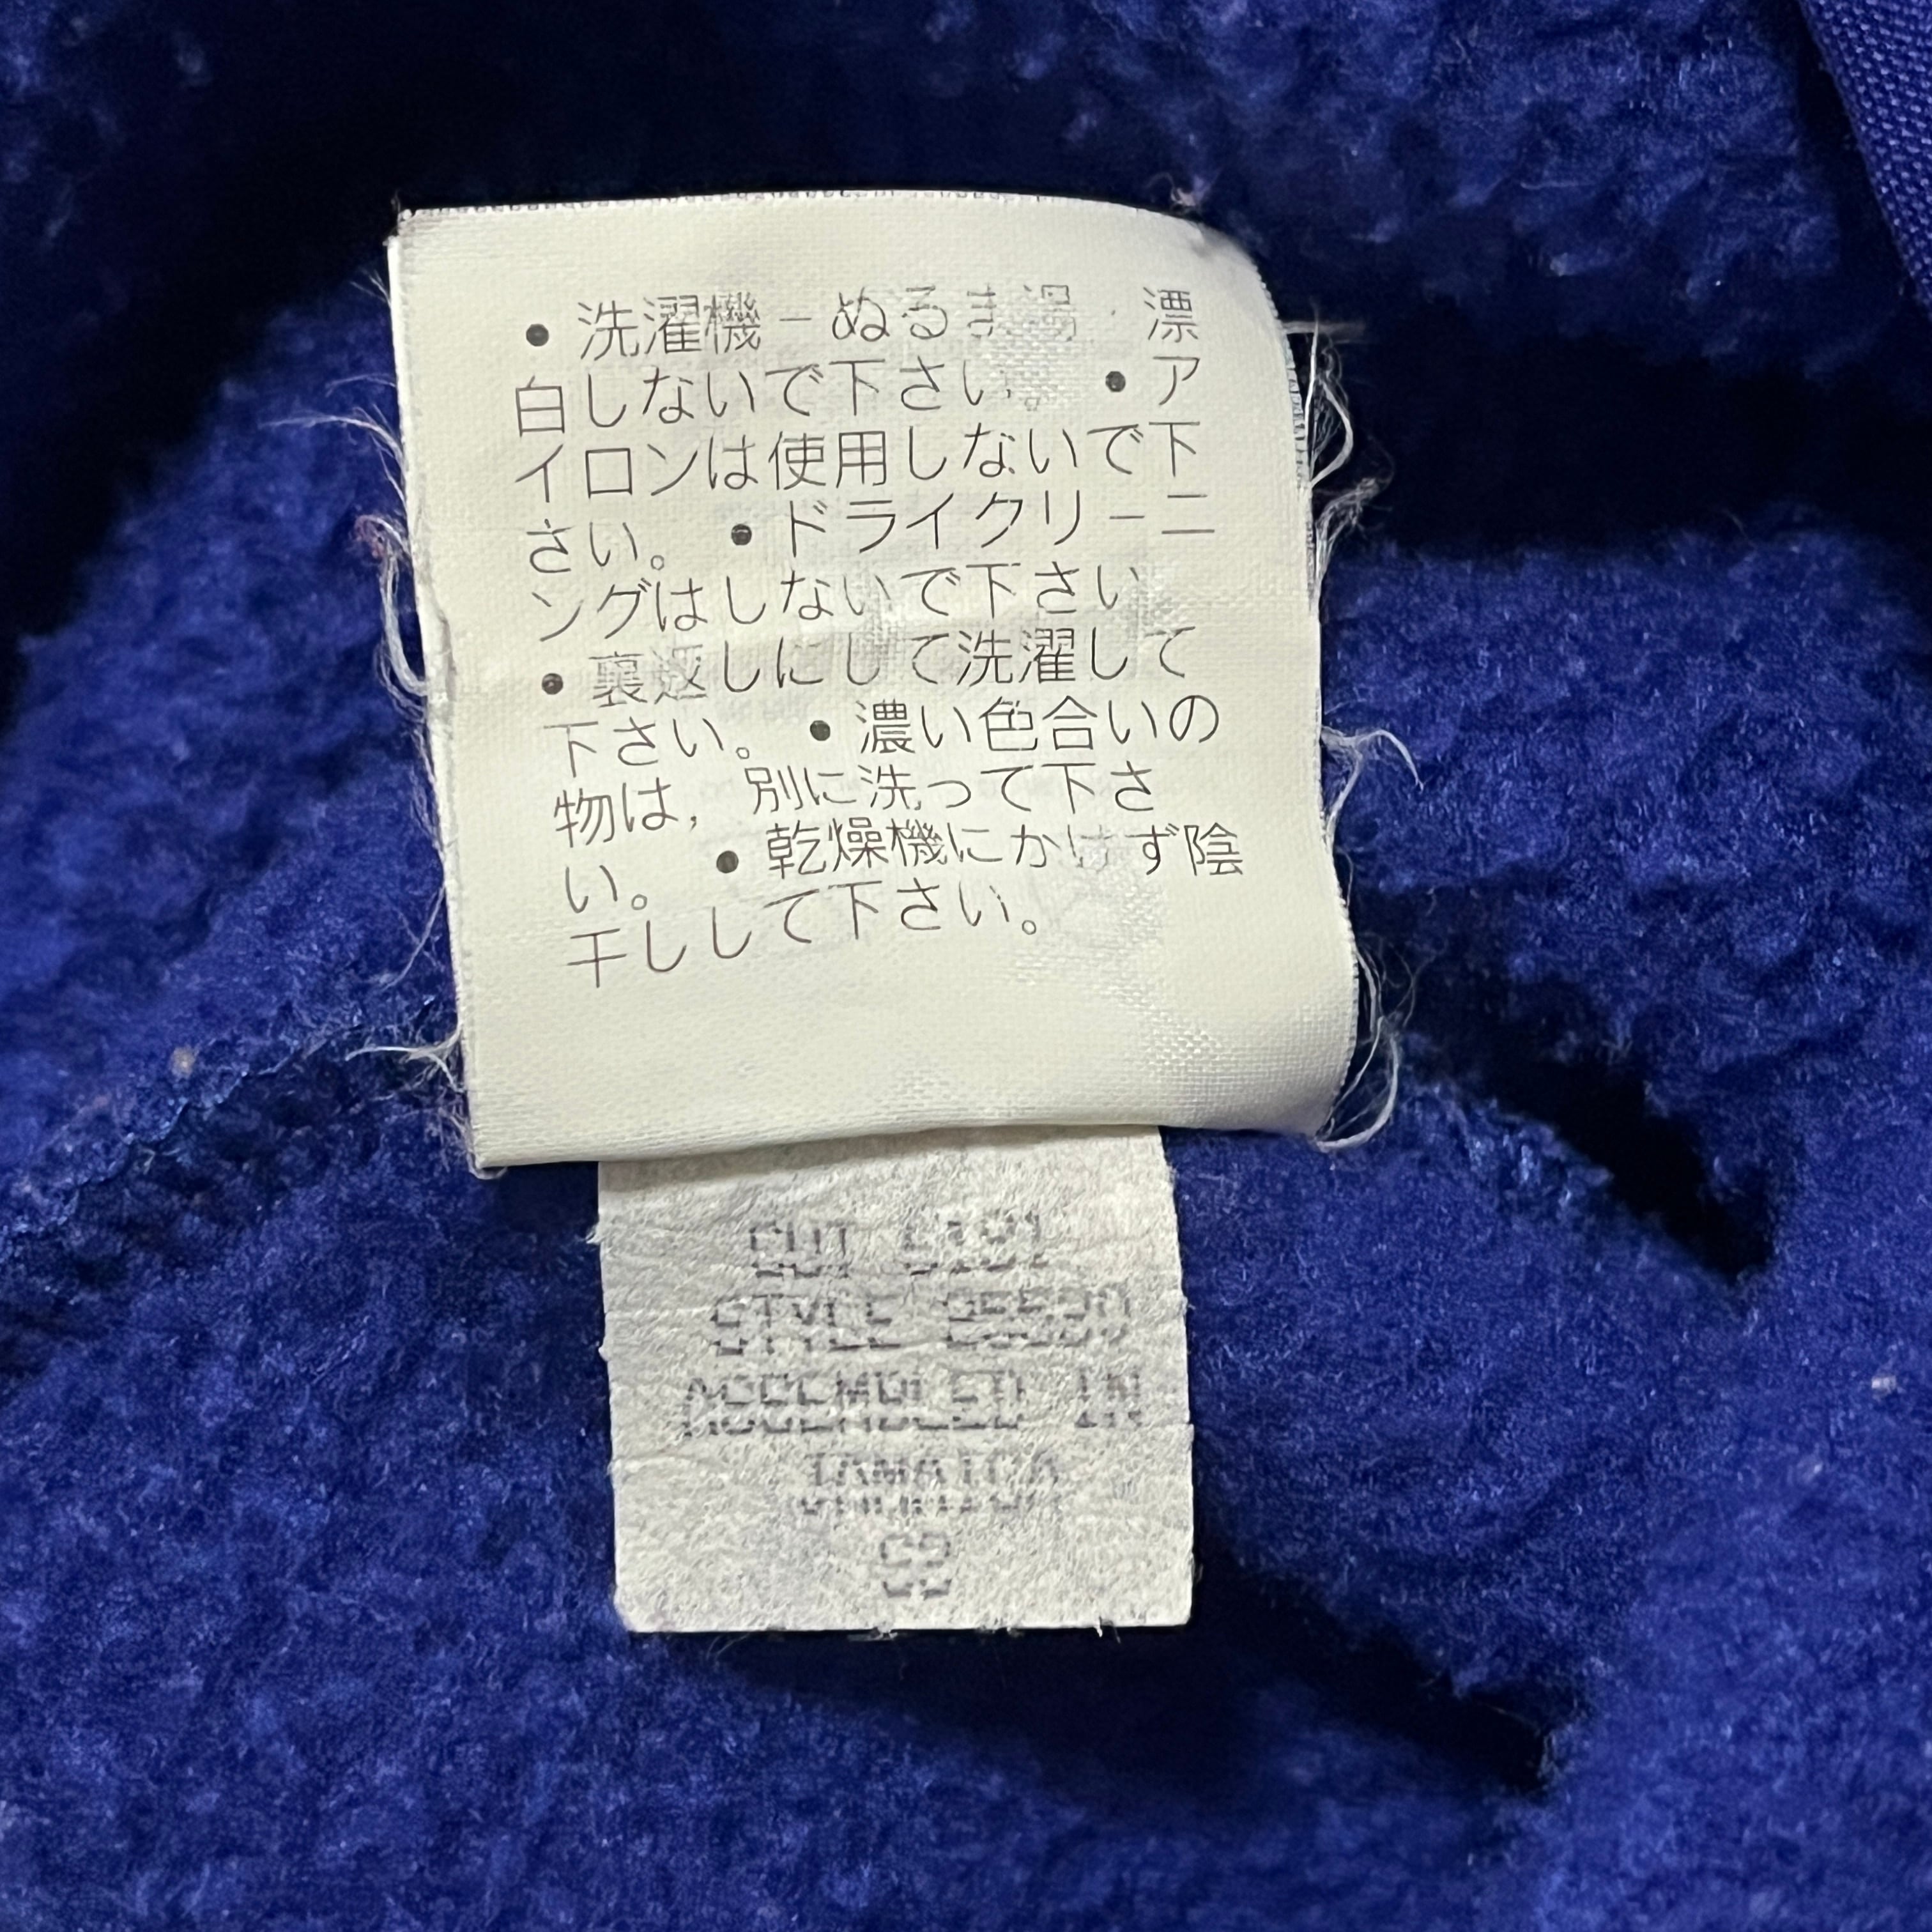 ● 洗濯機－ぬるま湯 · 漂
白しないで下さい。 ● ア
イロンは使用しないで下
さい。 ● ドライクリーニ
ングはしないで下さい
● 裏返しにして洗濯して
下さい。 ● 濃い色合いの
物は, 別に洗って下さ
い。 ● 乾燥機にかけず陰
干しして下さい。
CUT
STYLE
ASSEMBLED IN
JAMAICA